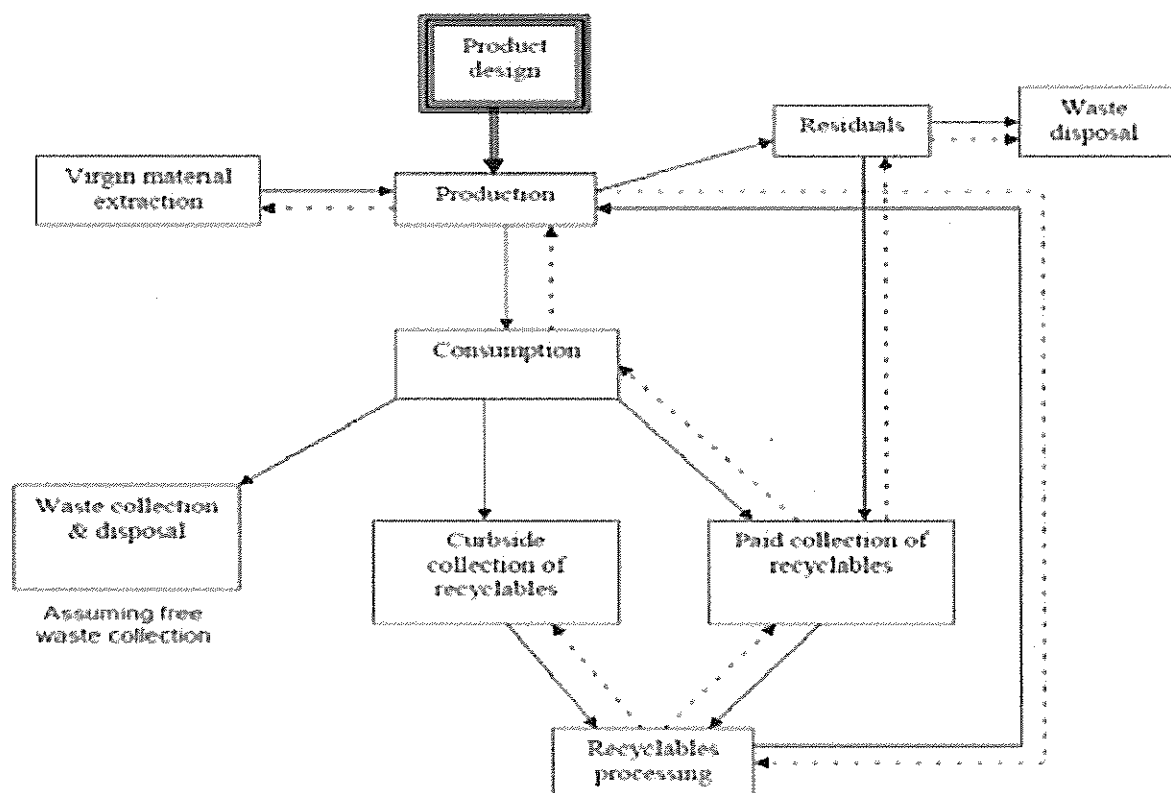 Product
design
Residuals
Waste
disposal
Virgin material
extraction
Production
Consumption
Waste collection
& disposal
Curbside
collection of
recyclables
Paid collection of
recyclables
Assuming free
waste collection
Recyclables
processing